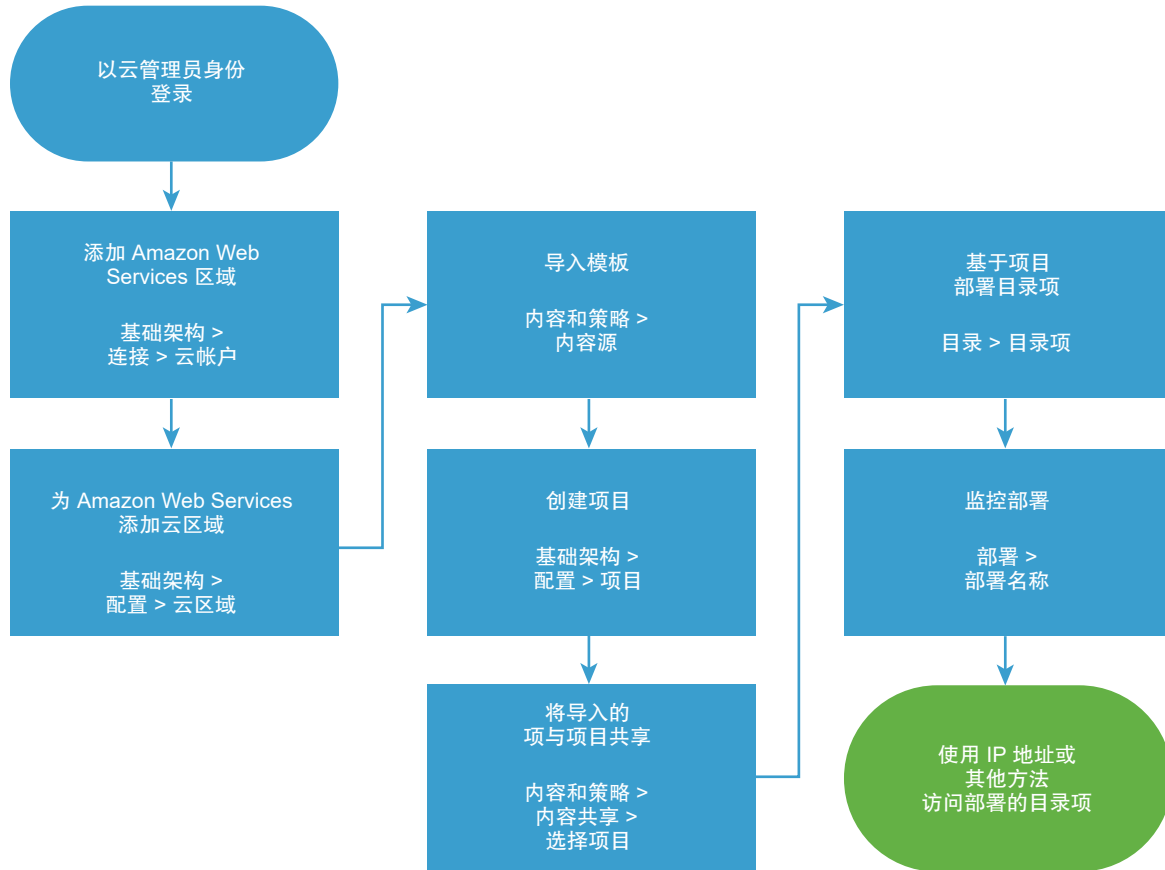 以云管理员身份
登录
添加 Amazon Web
Services 区域
基础架构 >
连接 > 云帐户
为 Amazon Web Services
添加云区域
基础架构 >
配置 > 云区域
导入模板
内容和策略 >
内容源
创建项目
基础架构 >
配置 > 项目
将导入的
项与项目共享
内容和策略 >
内容共享 >
选择项目
基于项目
部署目录项
目录 > 目录项
监控部署
部署 >
部署名称
使用 IP 地址或
其他方法
访问部署的目录项